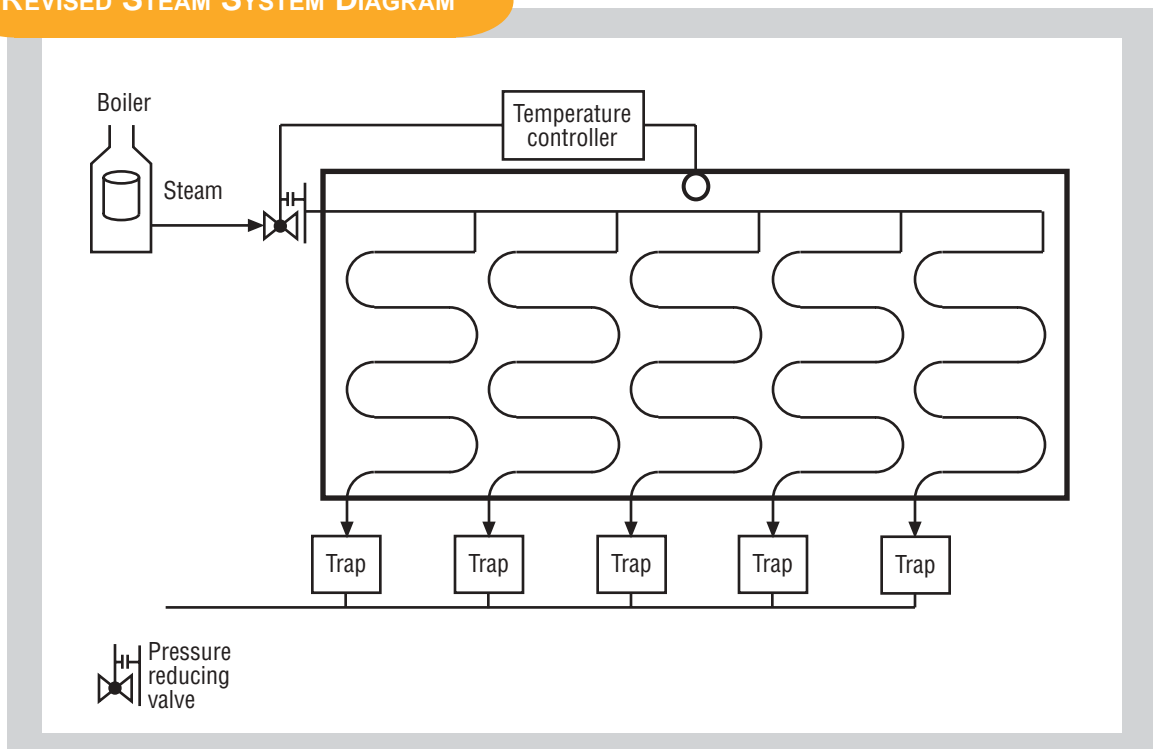 REVISED STEAM SYSTEM DIAGRAM
Boiler
Temperature
controller
Steam
Trap
Trap
Trap
Trap
Trap
Pressure
reducing
valve